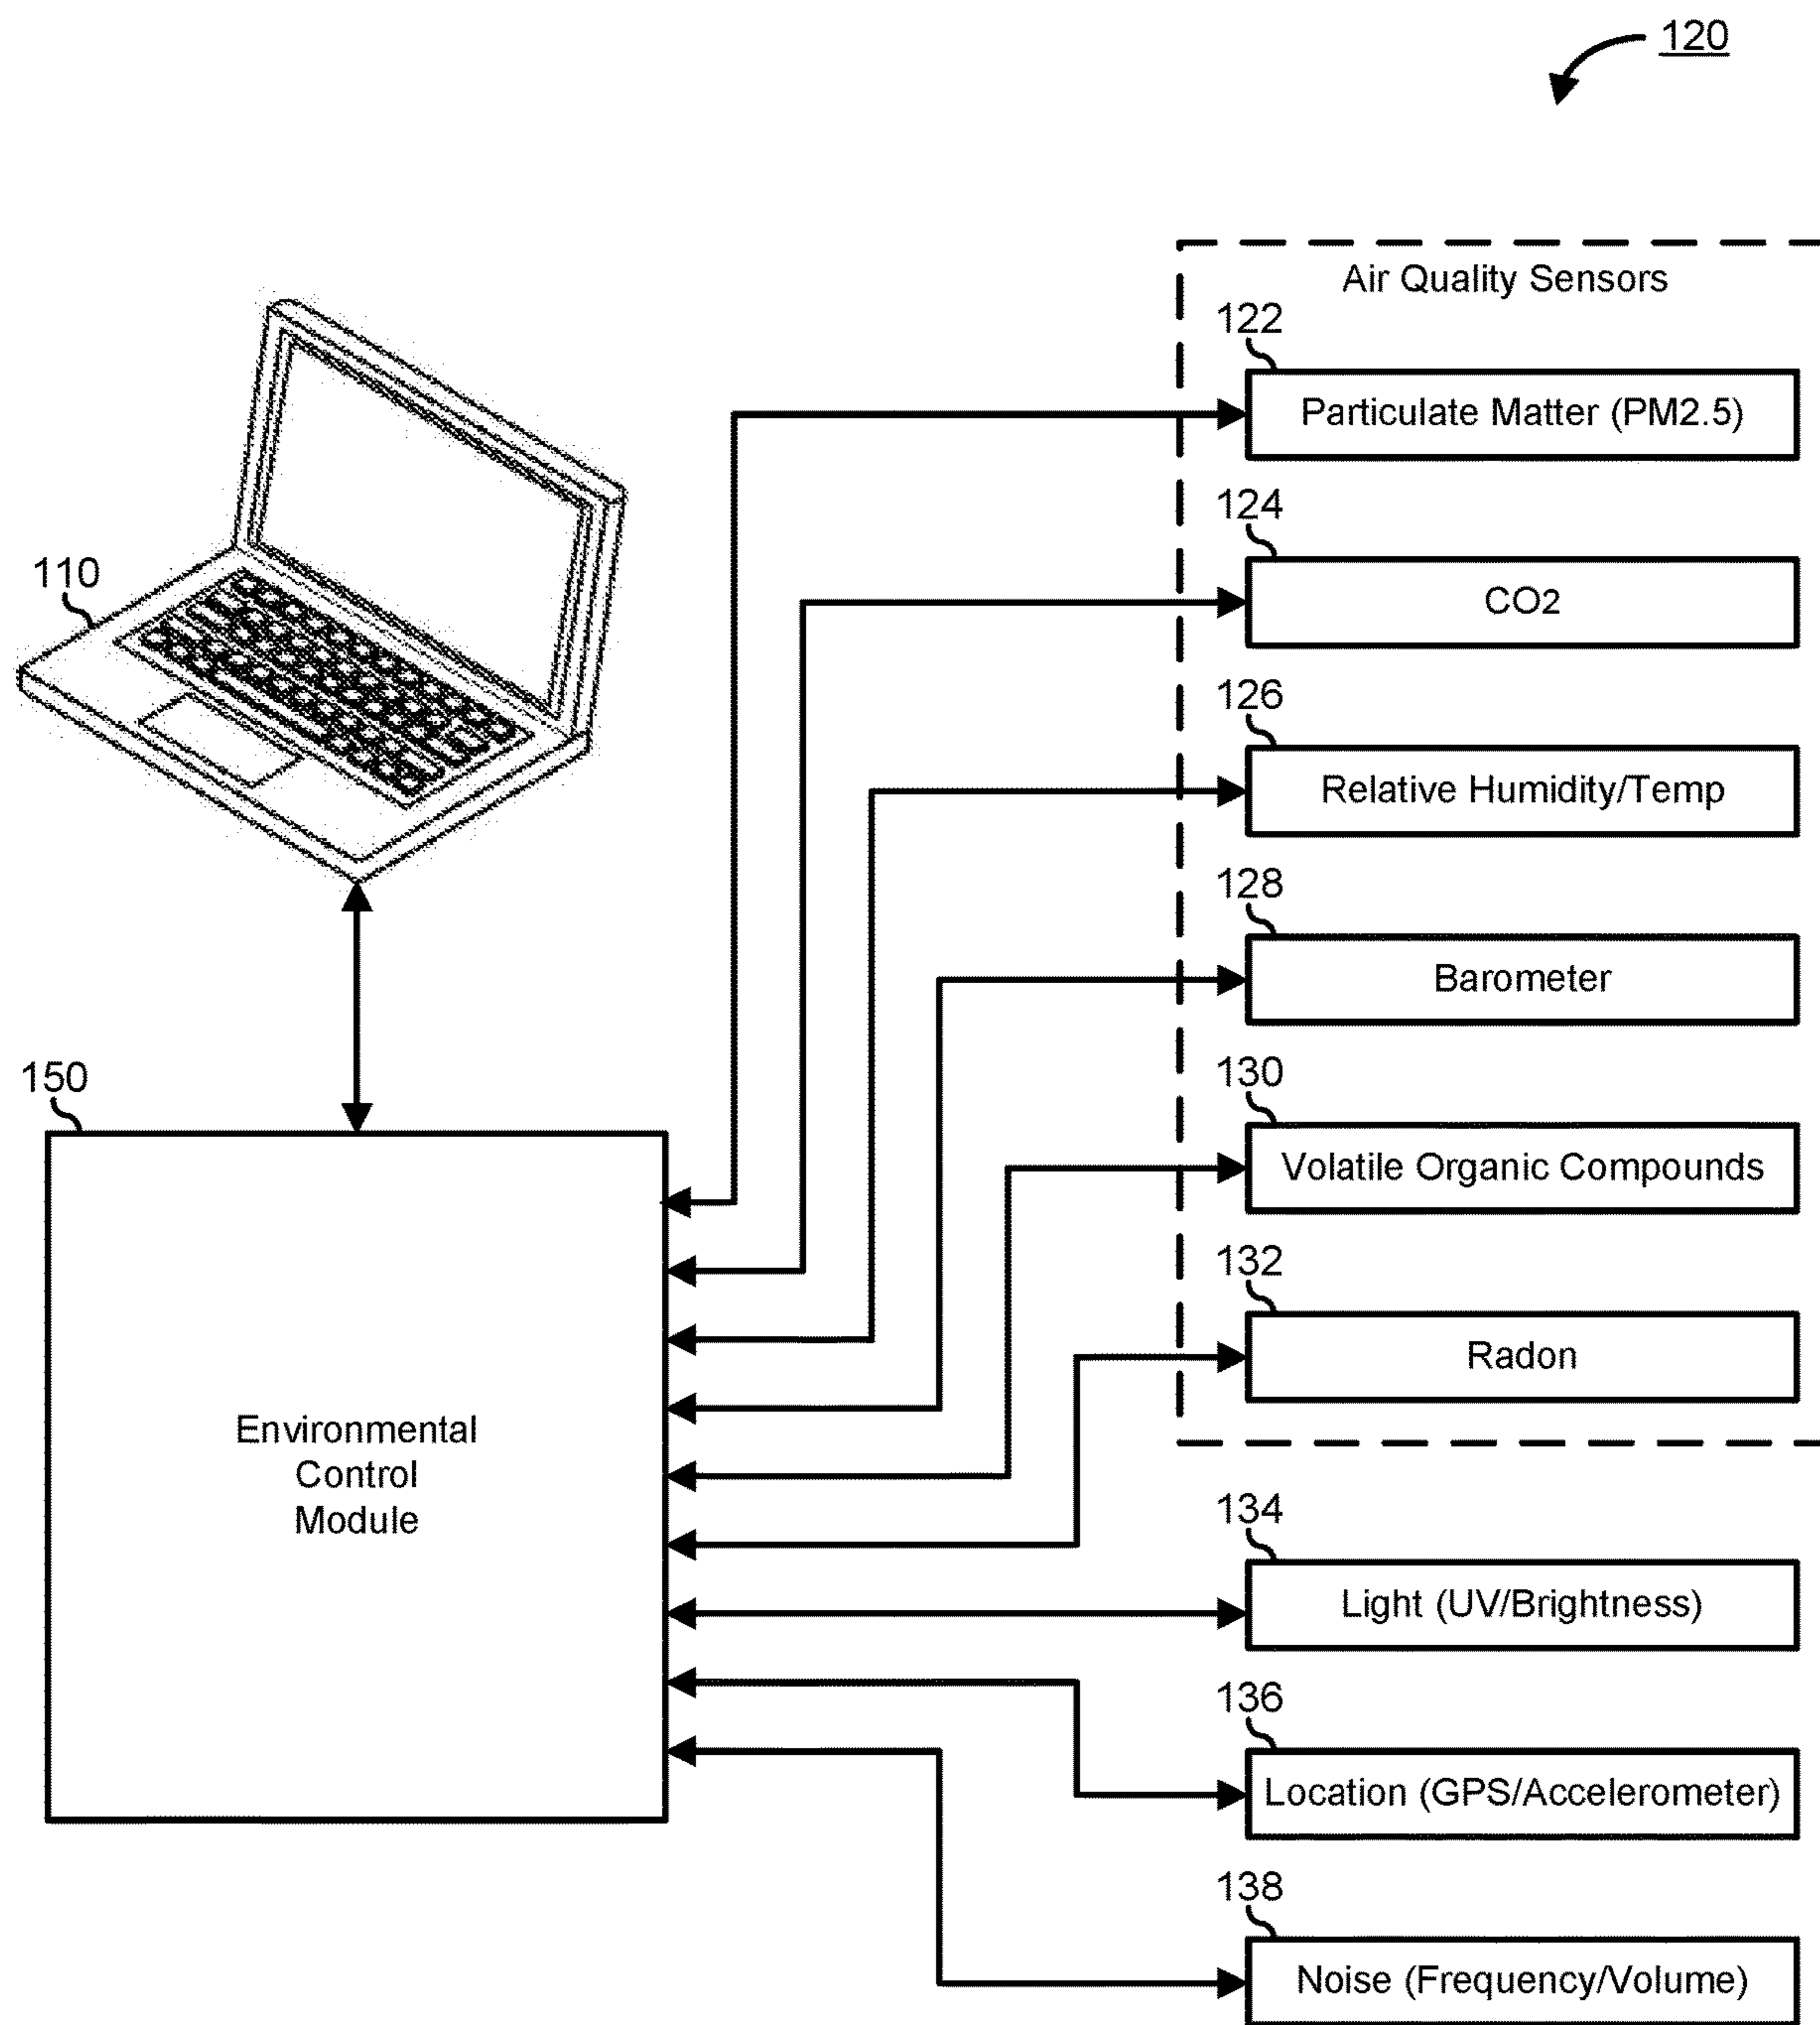 120
Air Quality Sensors
122
Particulate Matter (PM2.5)
124
CO2
110
126
Relative Humidity/Temp
128
Barometer
150
130
Volatile Organic Compounds
132
Radon
Environmental
Control
Module
134
Light (UV/Brightness)
136
Location (GPS/Accelerometer)
138
Noise (Frequency/Volume)